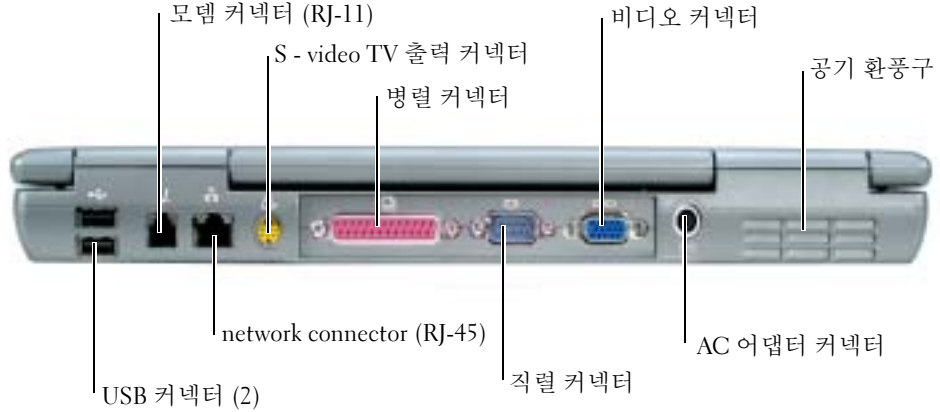 모뎀 커넥터 (RJ-11)
비디오 커넥터
S - video TV 출력 커넥터
공기 환풍구
병렬 커넥터
network connector (RJ-45)
AC 어댑터 커넥터
직렬 커넥터
USB 커넥터 (2)